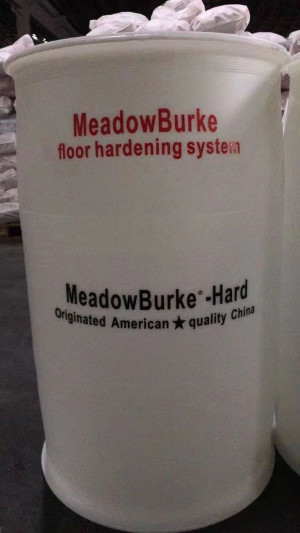 MeadowBurke
floor hardening system
MeadowBurke®-Hard
Originated American ★ quality China